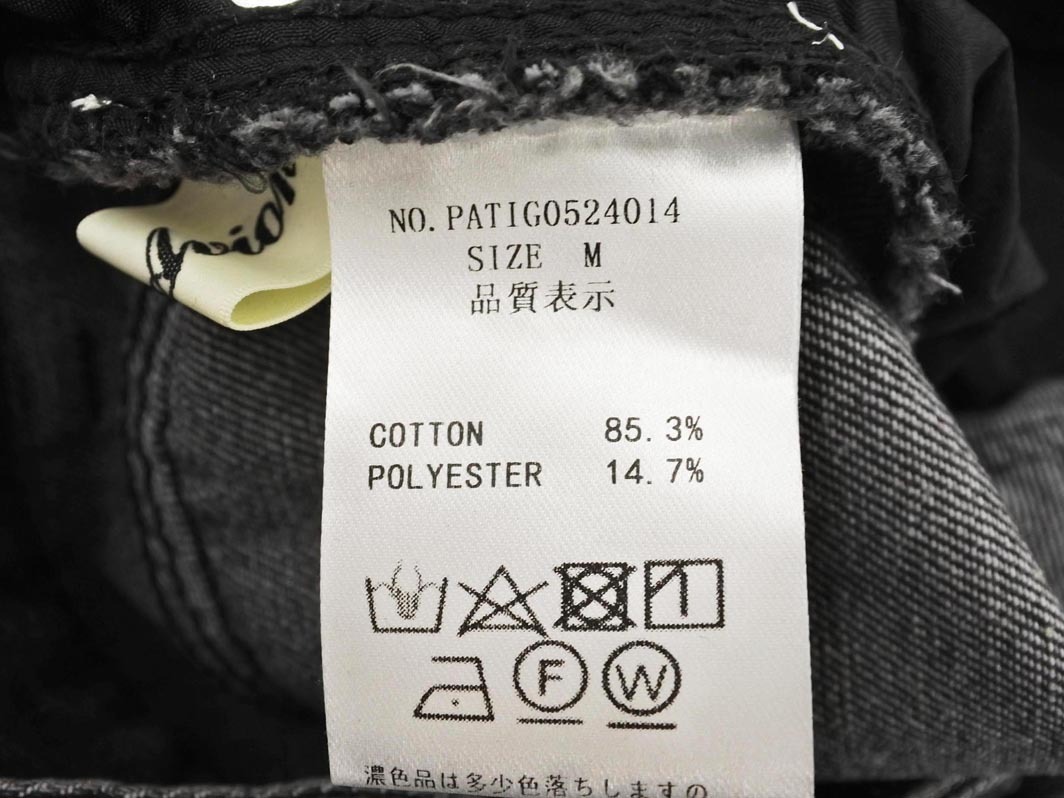 NO. PATIG0524014
SIZE M
品質表示
COTTON 85.3%
POLYESTER 14.7%
F W
濃色品は多少色落ちしますの